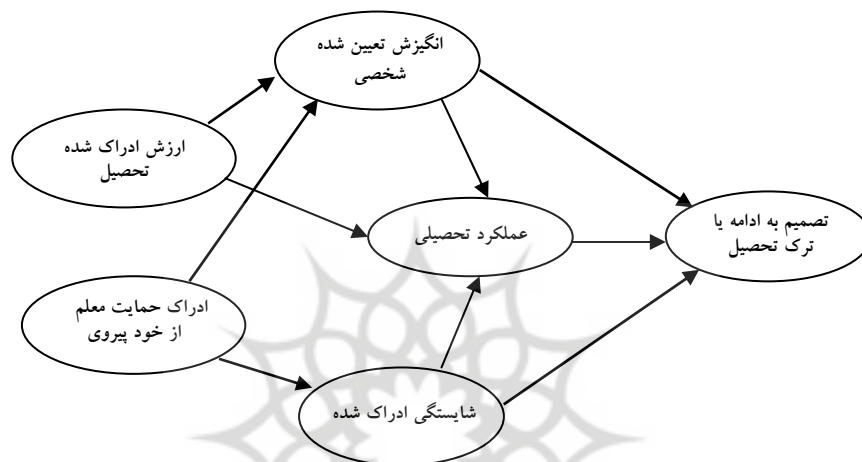 انگیزش تعیین شده
شخصی
ارزش ادراک شده
تحصیل
عملکرد تحصیلی
تصمیم به ادامه یا
ترک تحصیل
ادراک حمایت معلم
از خود پیروی
شایستگی ادراک شده